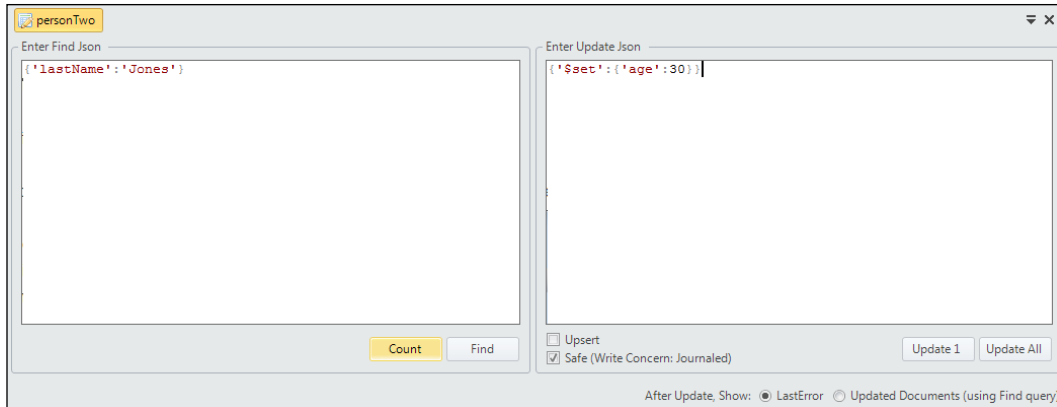 personTwo
Enter Find Json
{'lastName':'Jones'}
Count Find
Enter Update Json
{'$set':{'age':30}}
Upsert
Safe (Write Concern: Journaled)
Update 1 Update All
After Update, Show: LastError Updated Documents (using Find query)